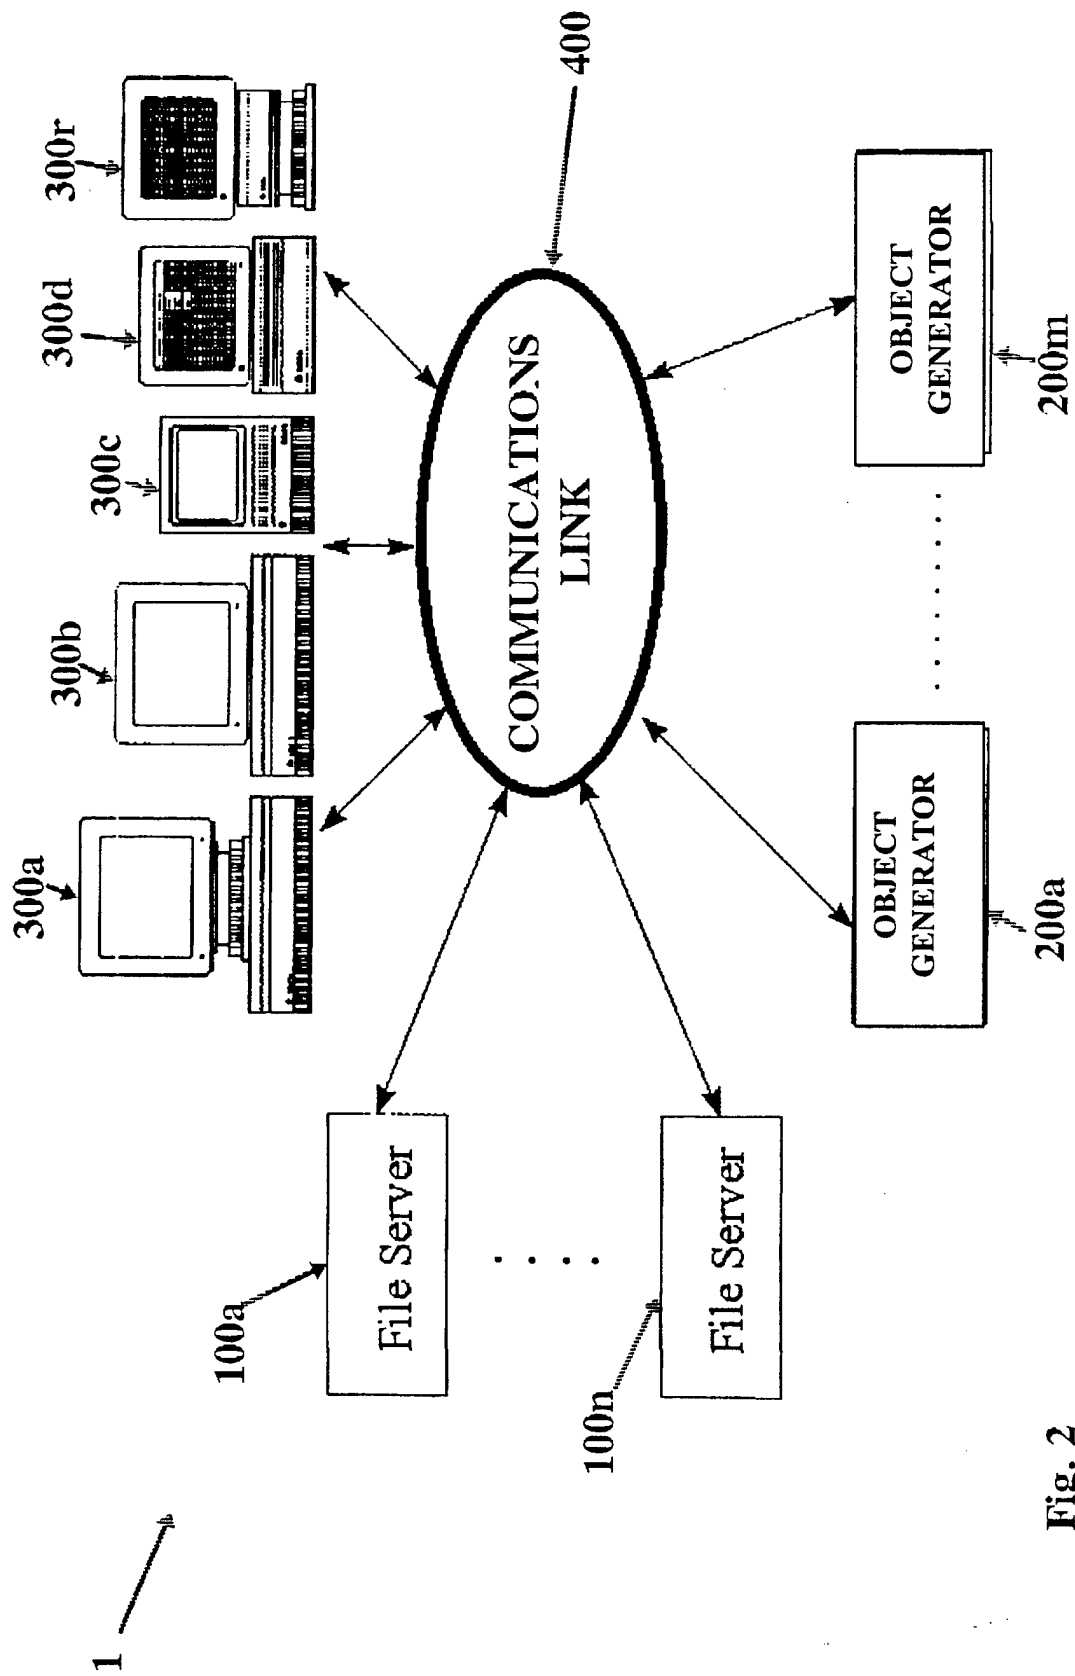 300a
300b
300c
300d
300r
400
COMMUNICATIONS
LINK
1
100a
File Server
. . . .
100n
File Server
OBJECT
GENERATOR
200a
. . . . . . . . .
OBJECT
GENERATOR
200m
Fig. 2